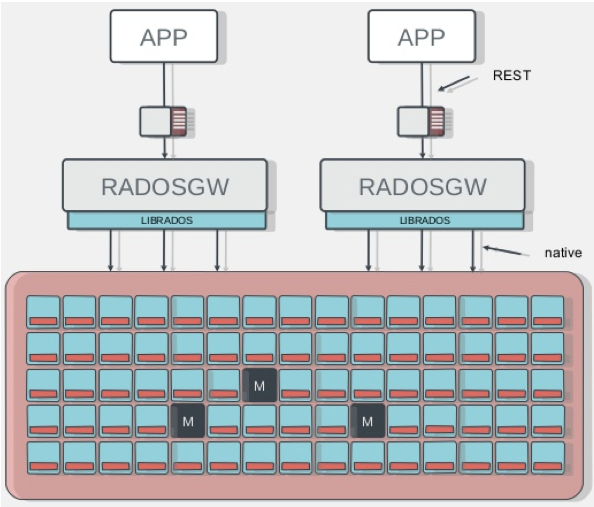 APP
APP
REST
RADOSGW
RADOSGW
LIBRADOS
LIBRADOS
native
M
M
M